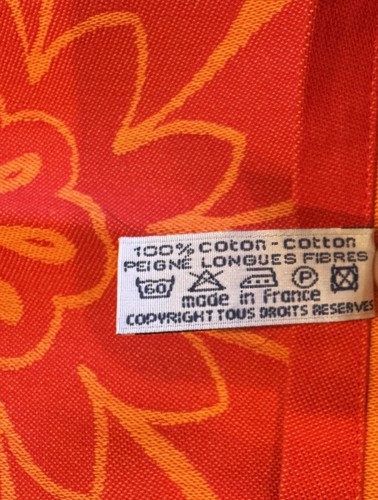 100% coton - cotton
PEIGNÉ LONGUES FIBRES
60 P
made in france
COPYRIGHT TOUS DROITS RESERVES